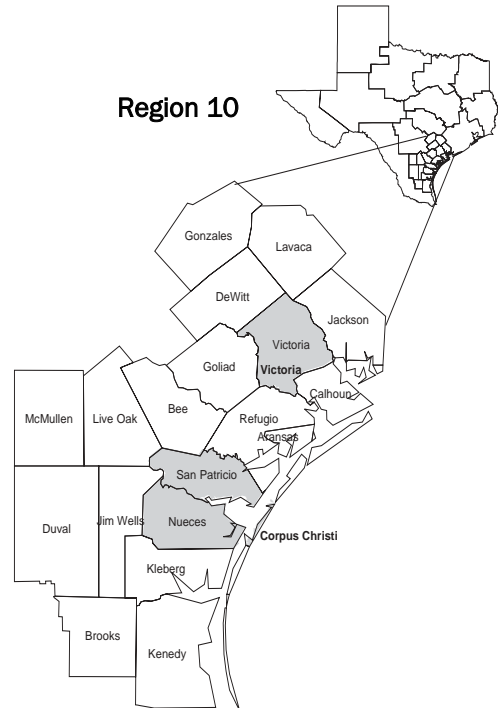 Region 10
Gonzales
Lavaca
DeWitt
Jackson
Victoria
Goliad
Victoria
Calhoun
Bee
McMullen
Live Oak
Refugio
Aransas
San Patricio
Duval
Jim Wells
Nueces
Corpus Christi
Kleberg
Brooks
Kenedy